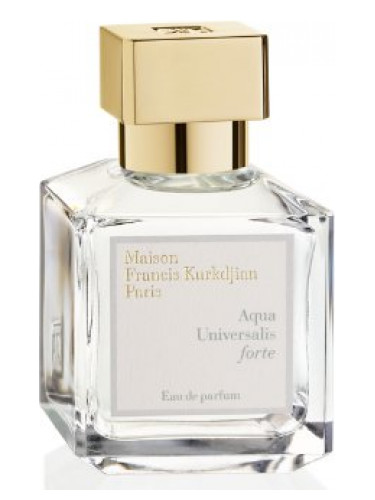 Maison
Francis Kurkdjian
Paris
Aqua
Universalis
forte
Eau de parfum